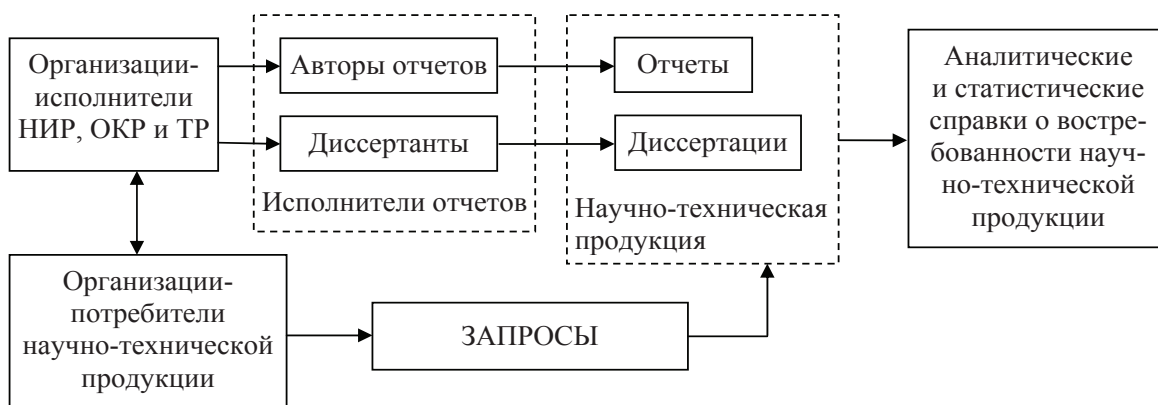 Организации-
исполнители
НИР, ОКР и ТР
Авторы отчетов
Диссертанты
Исполнители отчетов
Отчеты
Диссертации
Научно-техническая
продукция
Аналитические
и статистические
справки о востре-
бованности науч-
но-технической
продукции
Организации-
потребители
научно-технической
продукции
ЗАПРОСЫ